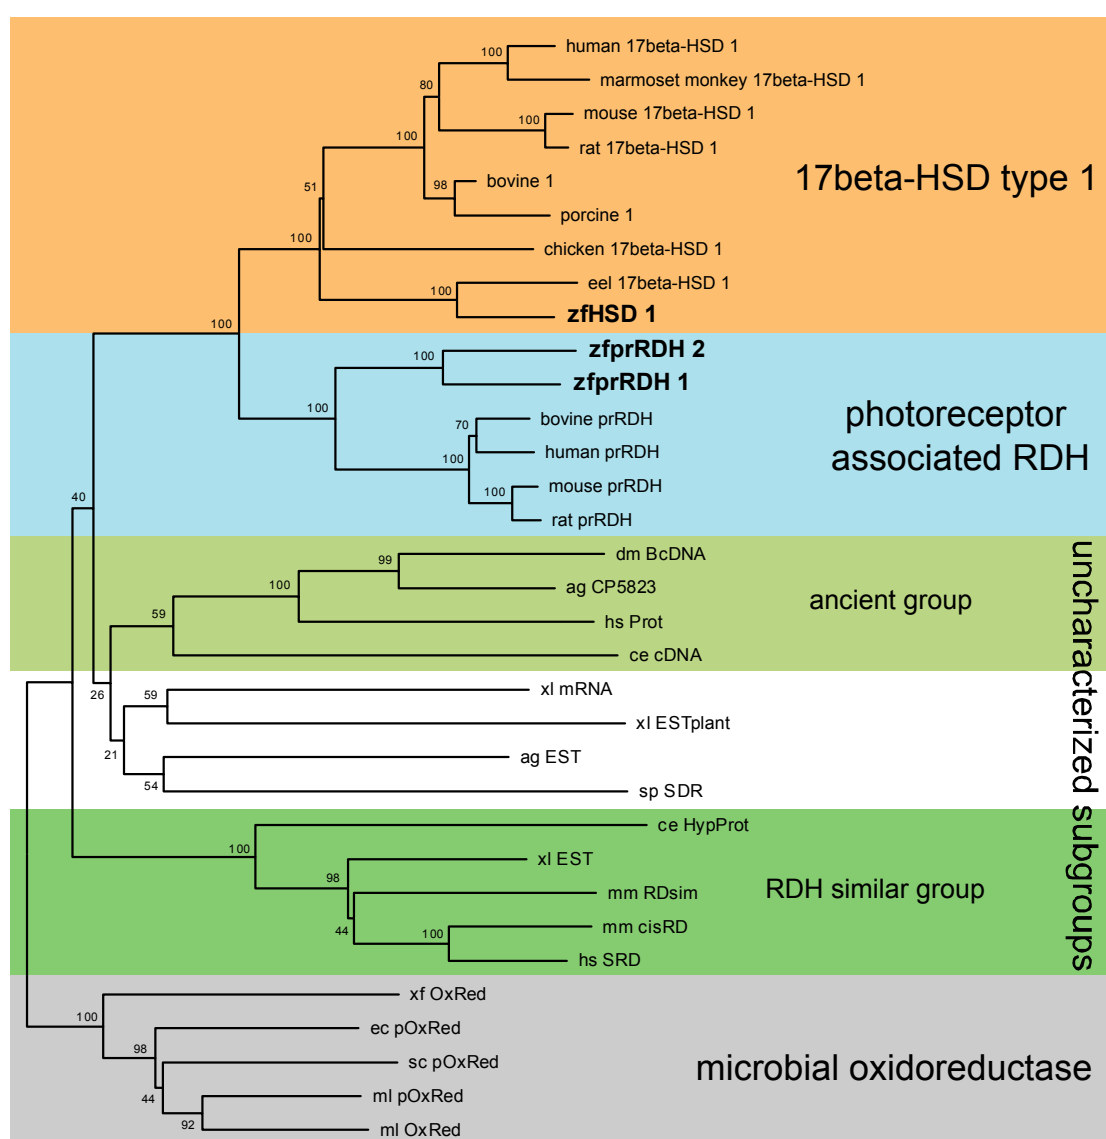 human 17beta-HSD 1
100
marmoset monkey 17beta-HSD 1
80
mouse 17beta-HSD 1
100
100
rat 17beta-HSD 1
17beta-HSD type 1
bovine 1
98
51
porcine 1
100
chicken 17beta-HSD 1
eel 17beta-HSD 1
100
zfHSD 1
100
zfprRDH 2
100
zfprRDH 1
100
bovine prRDH
70
human prRDH
100
mouse prRDH
100
rat prRDH
photoreceptor
associated RDH
40
dm BcDNA
99
ag CP5823
100
hs Prot
59
ce cDNA
ancient group
uncharacterized subgroups
26
xl mRNA
59
xl ESTplant
21
ag EST
54
sp SDR
ce HypProt
100
xl EST
98
mm RDsim
RDH similar group
44
mm cisRD
100
hs SRD
xf OxRed
100
ec pOxRed
98
sc pOxRed
microbial oxidoreductase
44
ml pOxRed
92
ml OxRed